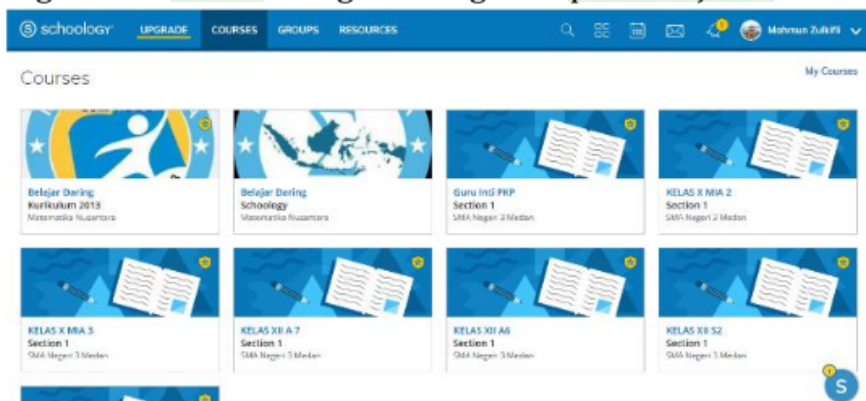 schoology UPGRADE COURSES GROUPS RESOURCES 1 Mahmun Zulkifli
Courses My Courses
Belajar Daring
Kurikulum 2013
Matematika Nusantara
Belajar Daring
Schoology
Matematika Nusantara
Guru Inti PKP
Section 1
SMA Negeri 3 Medan
KELAS X MIA 2
Section 1
SMA Negeri 3 Medan
KELAS X MIA 3
Section 1
SMA Negeri 3 Medan
KELAS XII A 7
Section 1
SMA Negeri 3 Medan
KELAS XII A6
Section 1
SMA Negeri 3 Medan
KELAS XII S2
Section 1
SMA Negeri 3 Medan
1
S